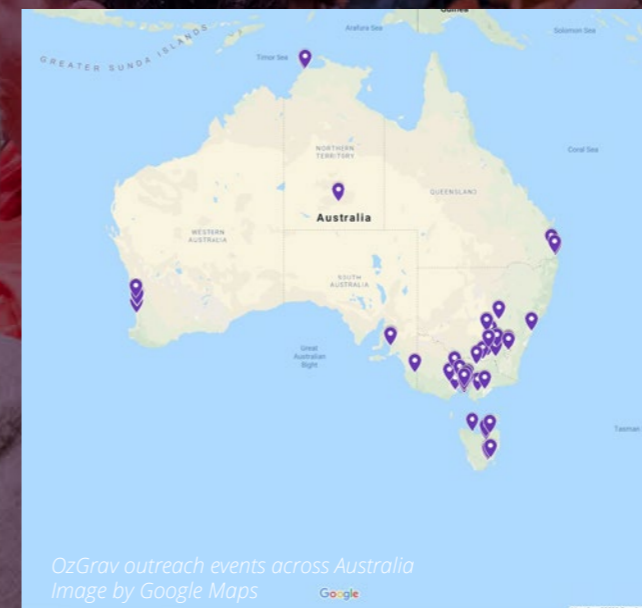 Guinea
Arafura Sea
Solomon Sea
GREATER SUNDA ISLANDS
Timor Sea
NORTHERN
TERRITORY
Coral Sea
QUEENSLAND
Australia
WESTERN
AUSTRALIA
SOUTH
AUSTRALIA
Great
Australian
Bight
Tasman
OzGrav outreach events across Australia
Image by Google Maps
Google